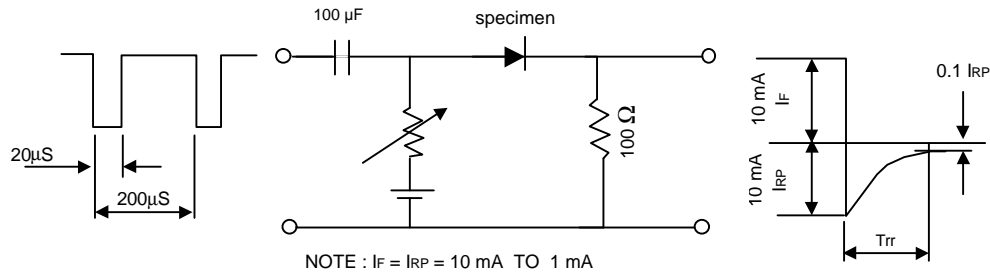 20µS
200µS
100 µF
specimen
100 Ω
NOTE : IF = IRP = 10 mA TO 1 mA
10 mA
IF
10 mA
IRP
0.1 IRP
Trr